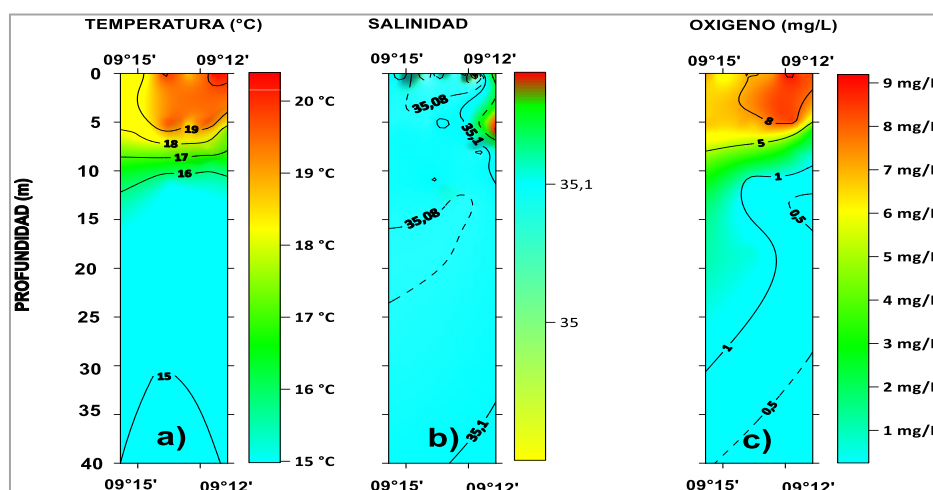 TEMPERATURA (°C)
SALINIDAD
OXIGENO (mg/L)
09°15'
09°12'
09°15'
09°12'
09°15'
09°12'
PROFUNDIDAD (m)
0
5
10
15
20
25
30
35
40
19
18
17
16
15
a)
20 °C
19 °C
18 °C
17 °C
16 °C
15 °C
35,08
35,1
35,08
35,1
b)
35,1
35
8
5
1
0,5
1
0,5
c)
9 mg/
8 mg/
7 mg/
6 mg/
5 mg/
4 mg/
3 mg/
2 mg/
1 mg/
09°15'
09°12'
09°15'
09°12'
09°15'
09°12'